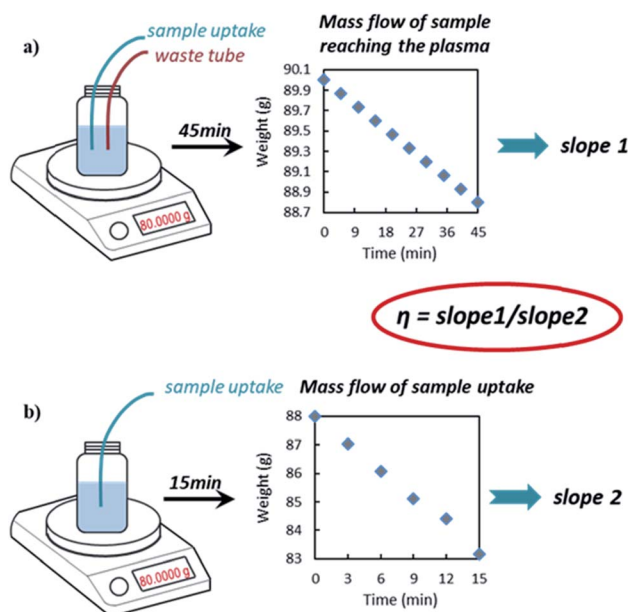 a)
sample uptake
waste tube
80.0000 g
45min
Mass flow of sample
reaching the plasma
Weight (g)
90.1
89.9
89.7
89.5
89.3
89.1
88.9
88.7
0 9 18 27 36 45
Time (min)
slope 1
η = slope1/slope2
b)
sample uptake
80.0000 g
15min
Mass flow of sample uptake
Weight (g)
88
87
86
85
84
83
0 3 6 9 12 15
Time (min)
slope 2